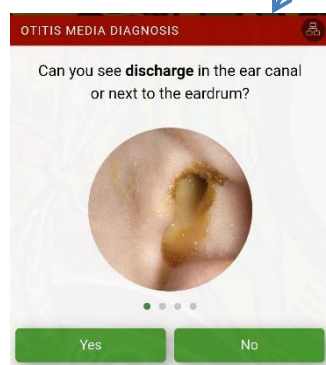 OTITIS MEDIA DIAGNOSIS
Can you see discharge in the ear canal
or next to the eardrum?
Yes
No